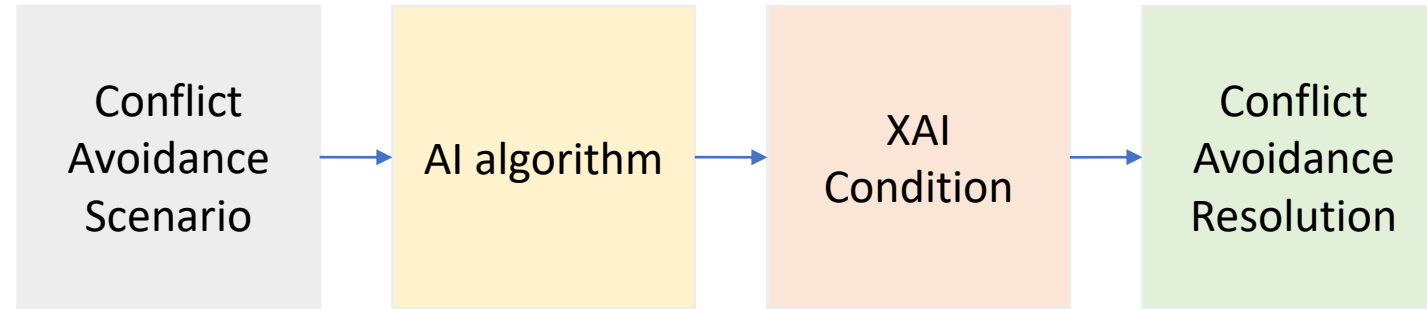 Conflict
Avoidance
Scenario
AI algorithm
XAI
Condition
Conflict
Avoidance
Resolution